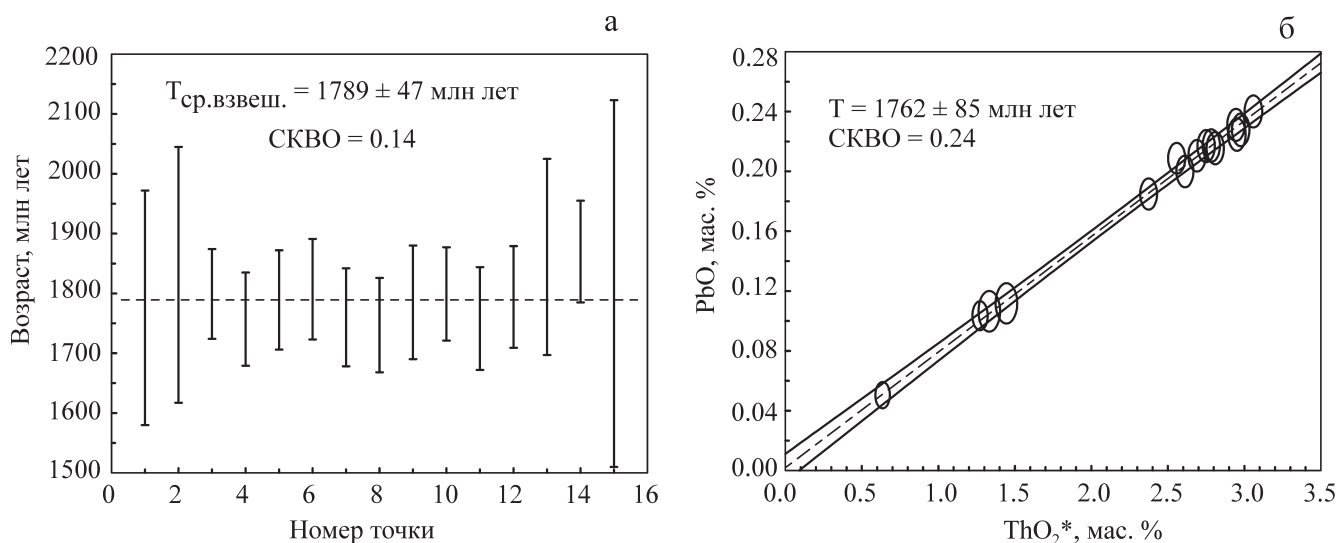 а
2200
2100
2000
1900
1800
1700
1600
1500
Возраст, млн лет
Tср.взвеш. = 1789 ± 47 млн лет
СКВО = 0.14
0 2 4 6 8 10 12 14 16
Номер точки
б
0.28
0.24
0.20
0.16
0.12
0.08
0.04
0.00
PbO, мас. %
T = 1762 ± 85 млн лет
СКВО = 0.24
0.0 0.5 1.0 1.5 2.0 2.5 3.0 3.5
ThO2*, мас. %